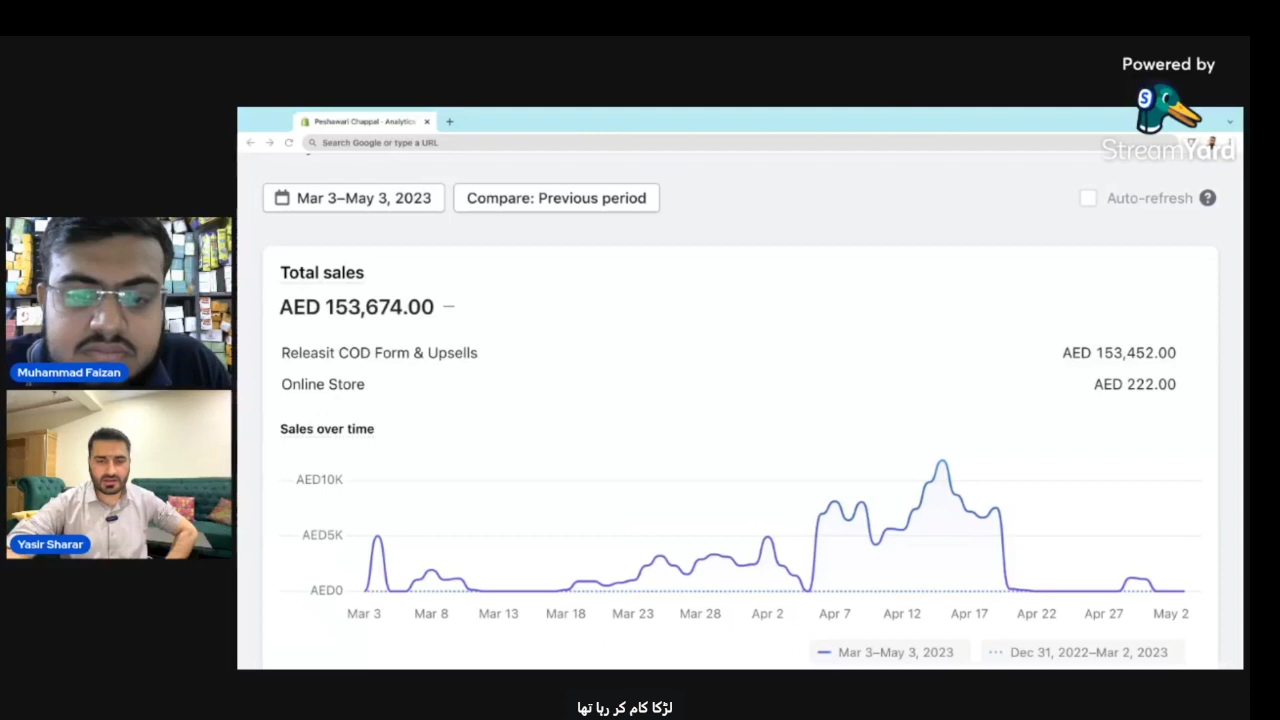 Powered by
StreamYard
Peshawari Chappal - Analytics
Search Google or type a URL
Mar 3–May 3, 2023
Compare: Previous period
Auto-refresh
Total sales
AED 153,674.00 –
Releasit COD Form & Upsells
AED 153,452.00
Online Store
AED 222.00
Sales over time
AED10K
AED5K
AED0
Mar 3 Mar 8 Mar 13 Mar 18 Mar 23 Mar 28 Apr 2 Apr 7 Apr 12 Apr 17 Apr 22 Apr 27 May 2
Mar 3–May 3, 2023
Dec 31, 2022–Mar 2, 2023
Muhammad Faizan
Yasir Sharar
لڑکا کام کر رہا تھا